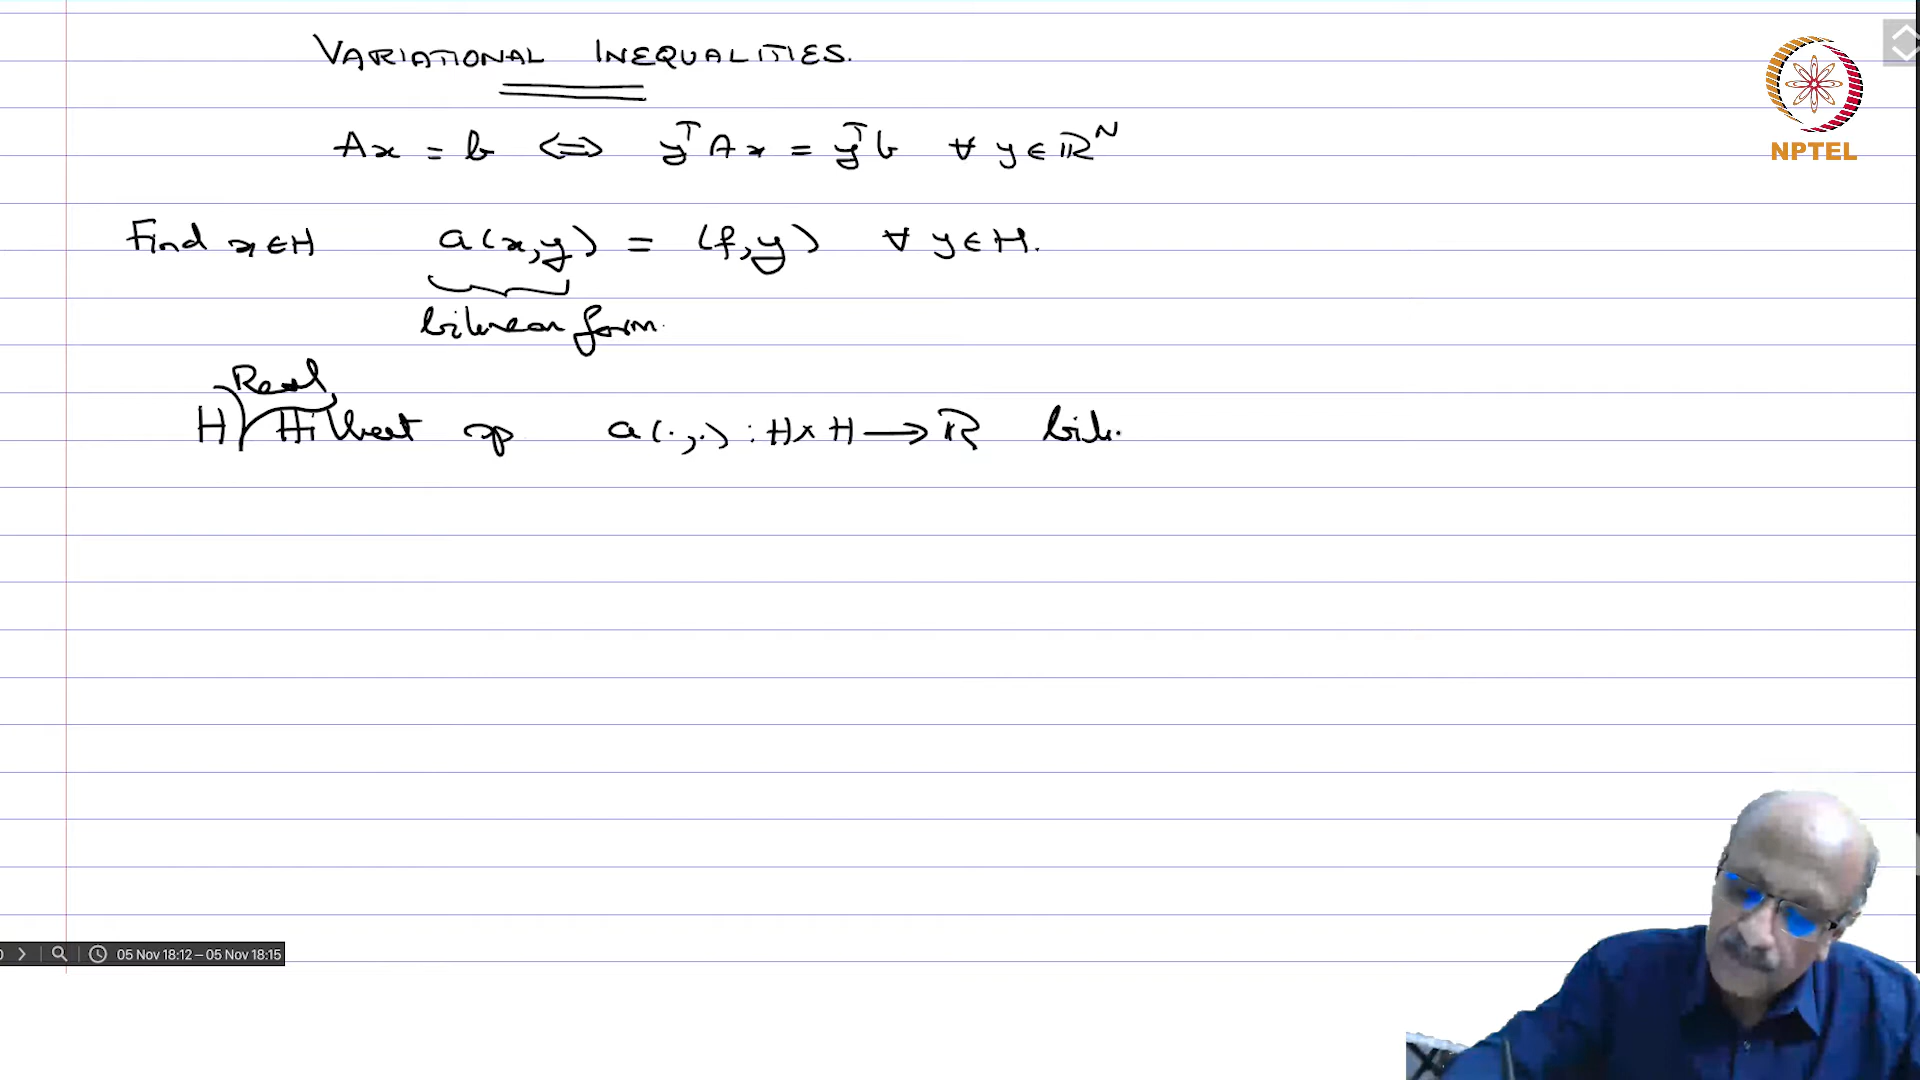 VARIATIONAL INEQUALITIES.
Ax = b ⟺ yᵀAx = yᵀb ∀ y ∈ ℝᴺ
Find x∈H a(x,y) = (f,y) ∀ y ∈ H.
bilinear form.
Real
H Hilbert sp a(·,·) : H × H ⟶ ℝ bil.
NPTEL
05 Nov 18:12 – 05 Nov 18:15